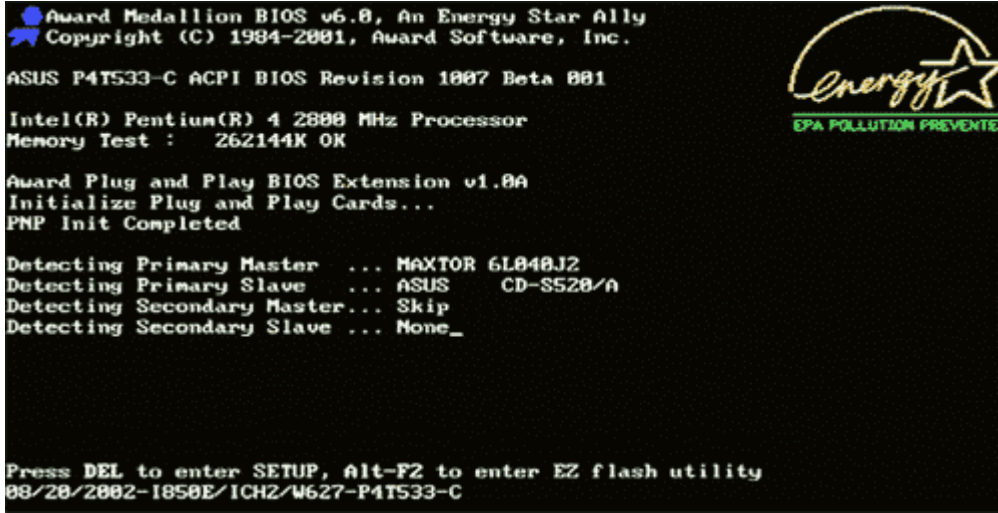 Award Medallion BIOS v6.0, An Energy Star Ally
Copyright (C) 1984-2001, Award Software, Inc.
energy
EPA POLLUTION PREVENTE
ASUS P4T533-C ACPI BIOS Revision 1007 Beta 001
Intel(R) Pentium(R) 4 2800 MHz Processor
Memory Test :   262144K OK
Award Plug and Play BIOS Extension v1.0A
Initialize Plug and Play Cards...
PNP Init Completed
Detecting Primary Master  ... MAXTOR 6L040J2
Detecting Primary Slave   ... ASUS    CD-S520/A
Detecting Secondary Master... Skip
Detecting Secondary Slave ... None_
Press DEL to enter SETUP, Alt-F2 to enter EZ flash utility
08/20/2002-I850E/ICH2/W627-P4T533-C